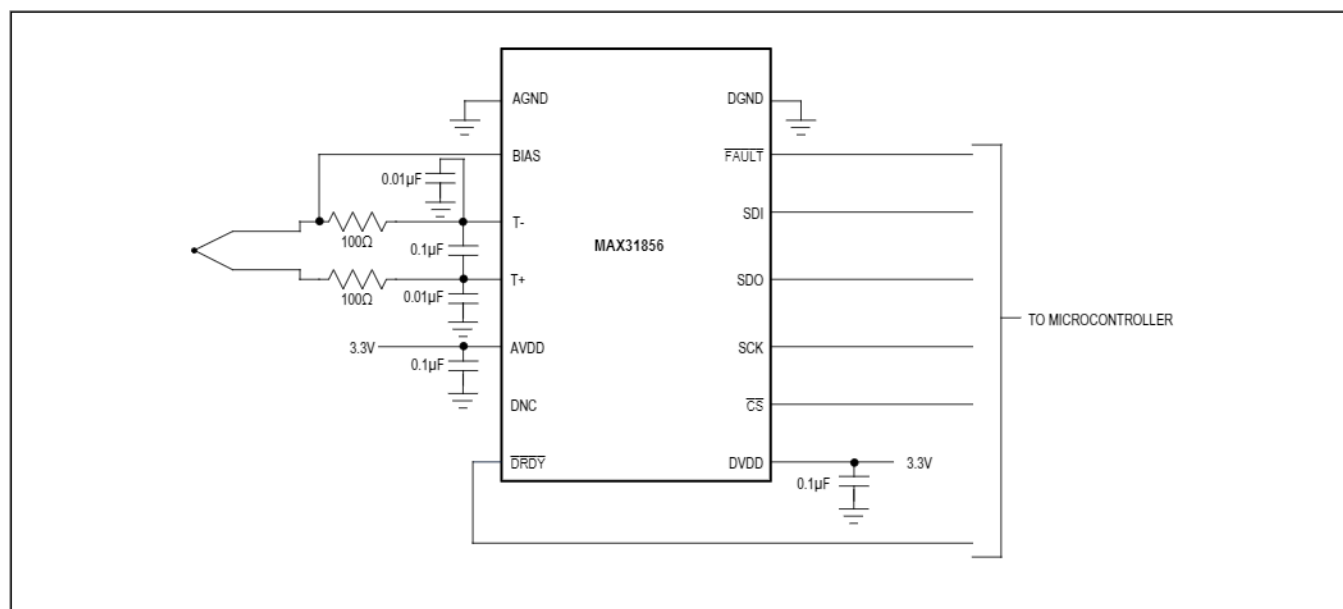 AGND
DGND
BIAS
FAULT
0.01µF
T-
SDI
100Ω
0.1µF
MAX31856
T+
SDO
100Ω
0.01µF
TO MICROCONTROLLER
3.3V
AVDD
SCK
0.1µF
DNC
CS
DRDY
DVDD
3.3V
0.1µF